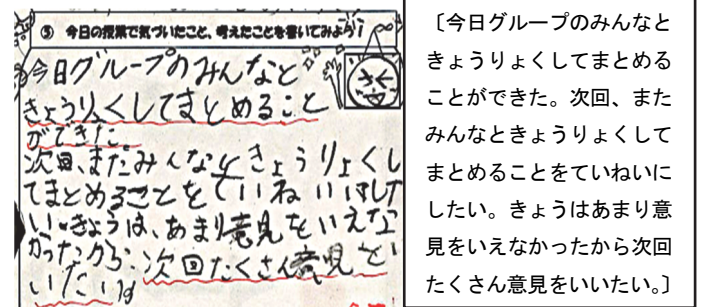 ⑤ 今日の授業で気づいたこと、考えたことを書いてみよう！
今日グループのみんなと
きょうりょくしてまとめること
ができた。
次回、またみんなときょうりょくし
てまとめることをていねいにした
い。きょうは、あまり意見をいえな
かったから、次回たくさん意見をい
いたい。
〔今日グループのみんなと
きょうりょくしてまとめる
ことができた。次回、また
みんなときょうりょくして
まとめることをていねいに
したい。きょうはあまり意
見をいえなかったから次回
たくさん意見をいいたい。〕